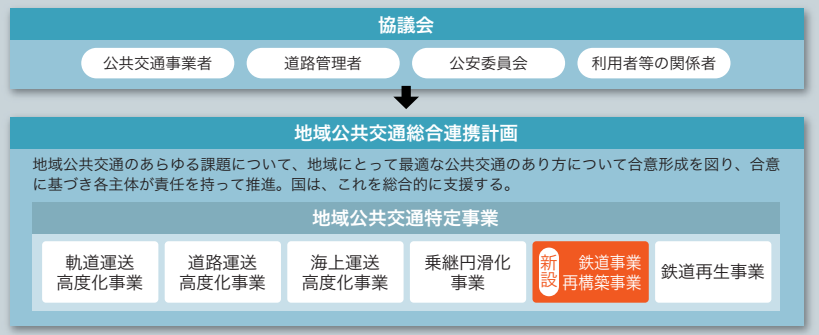 協議会
公共交通事業者 道路管理者 公安委員会 利用者等の関係者
地域公共交通総合連携計画
地域公共交通のあらゆる課題について、地域にとって最適な公共交通のあり方について合意形成を図り、合意
に基づき各主体が責任を持って推進。国は、これを総合的に支援する。
地域公共交通特定事業
軌道運送
高度化事業
道路運送
高度化事業
海上運送
高度化事業
乗継円滑化
事業
新設
鉄道事業
再構築事業
鉄道再生事業